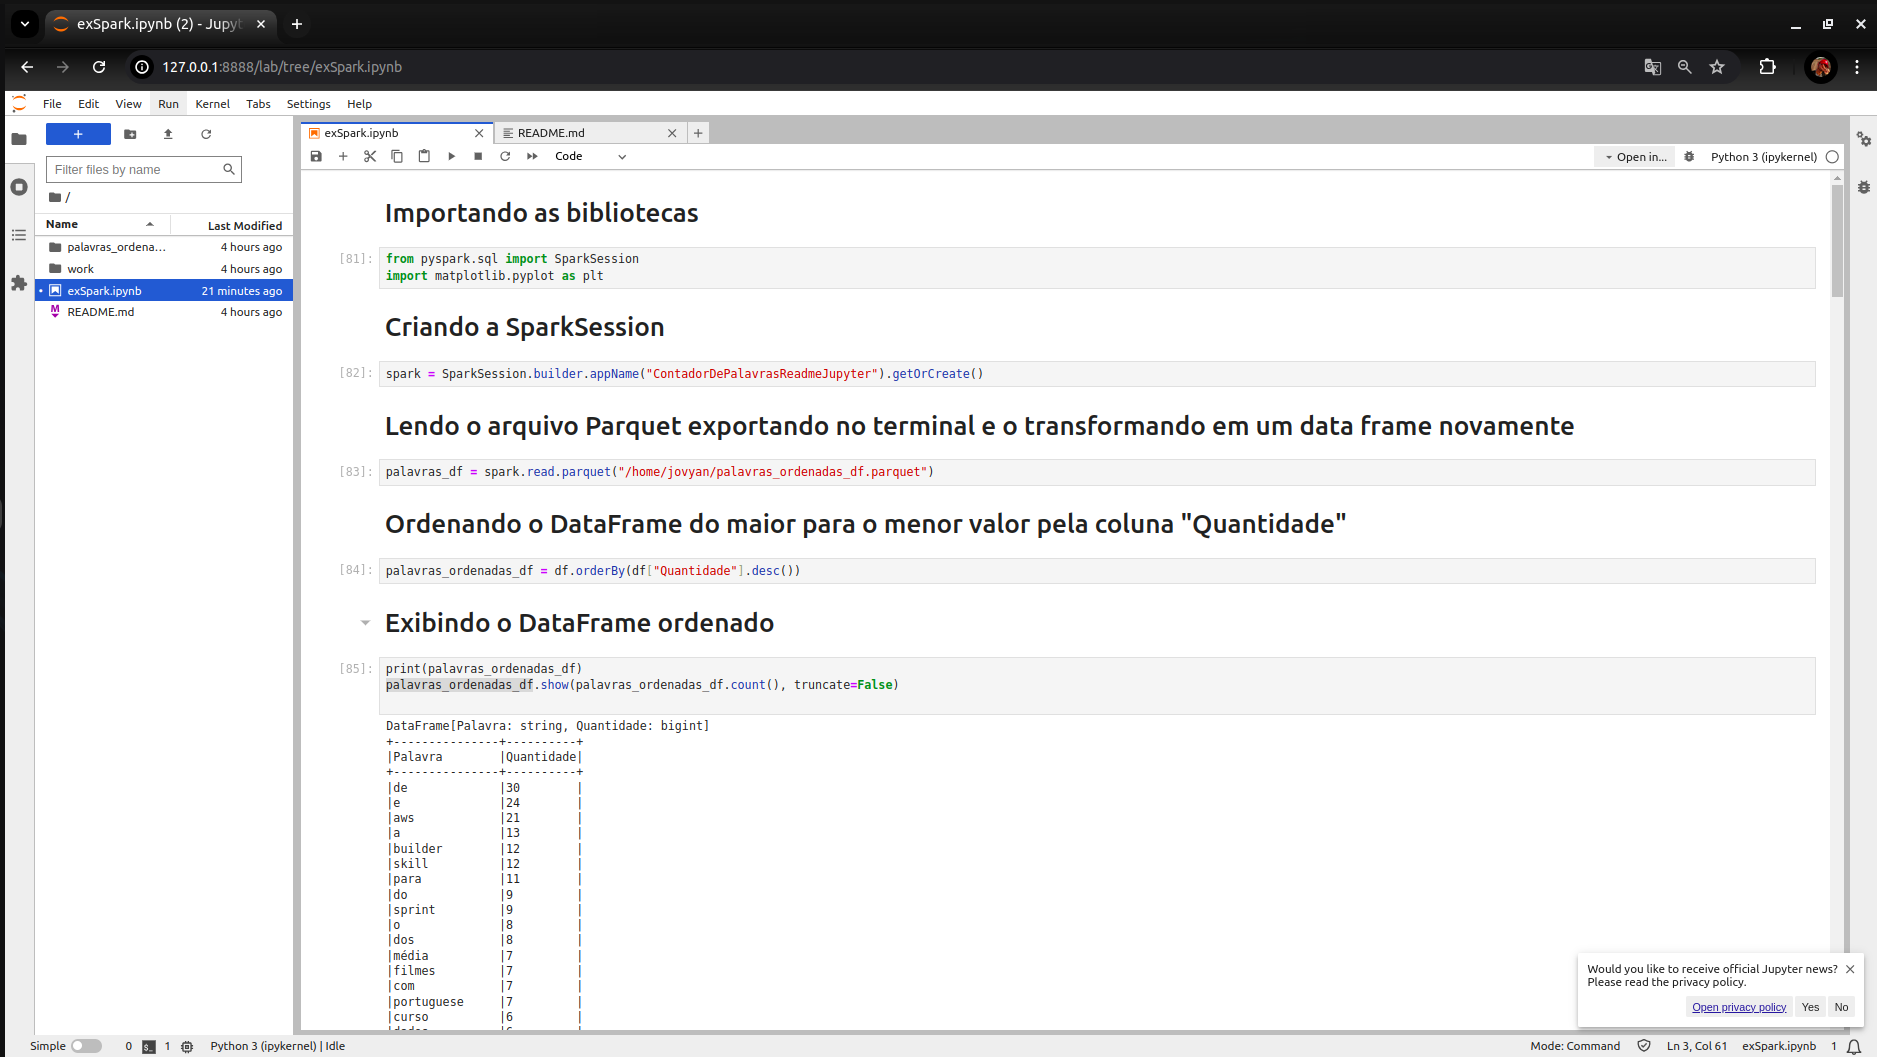 exSpark.ipynb (2) - Jupyt
127.0.0.1:8888/lab/tree/exSpark.ipynb
File Edit View Run Kernel Tabs Settings Help
Filter files by name
/
Name Last Modified
palavras_ordena... 4 hours ago
work 4 hours ago
exSpark.ipynb 21 minutes ago
README.md 4 hours ago
exSpark.ipynb README.md
Code Open in... Python 3 (ipykernel)
Importando as bibliotecas
[81]: from pyspark.sql import SparkSession
import matplotlib.pyplot as plt
Criando a SparkSession
[82]: spark = SparkSession.builder.appName("ContadorDePalavrasReadmeJupyter").getOrCreate()
Lendo o arquivo Parquet exportando no terminal e o transformando em um data frame novamente
[83]: palavras_df = spark.read.parquet("/home/jovyan/palavras_ordenadas_df.parquet")
Ordenando o DataFrame do maior para o menor valor pela coluna "Quantidade"
[84]: palavras_ordenadas_df = df.orderBy(df["Quantidade"].desc())
Exibindo o DataFrame ordenado
[85]: print(palavras_ordenadas_df)
palavras_ordenadas_df.show(palavras_ordenadas_df.count(), truncate=False)
DataFrame[Palavra: string, Quantidade: bigint]
+---------------+----------+
|Palavra        |Quantidade|
+---------------+----------+
|de             |30        |
|e              |24        |
|aws            |21        |
|a              |13        |
|builder        |12        |
|skill          |12        |
|para           |11        |
|do             |9         |
|sprint         |9         |
|o              |8         |
|dos            |8         |
|média          |7         |
|filmes         |7         |
|com            |7         |
|portuguese     |7         |
|curso          |6         |
Would you like to receive official Jupyter news?
Please read the privacy policy.
Open privacy policy Yes No
Simple 0 1 Python 3 (ipykernel) | Idle Mode: Command Ln 3, Col 61 exSpark.ipynb 1